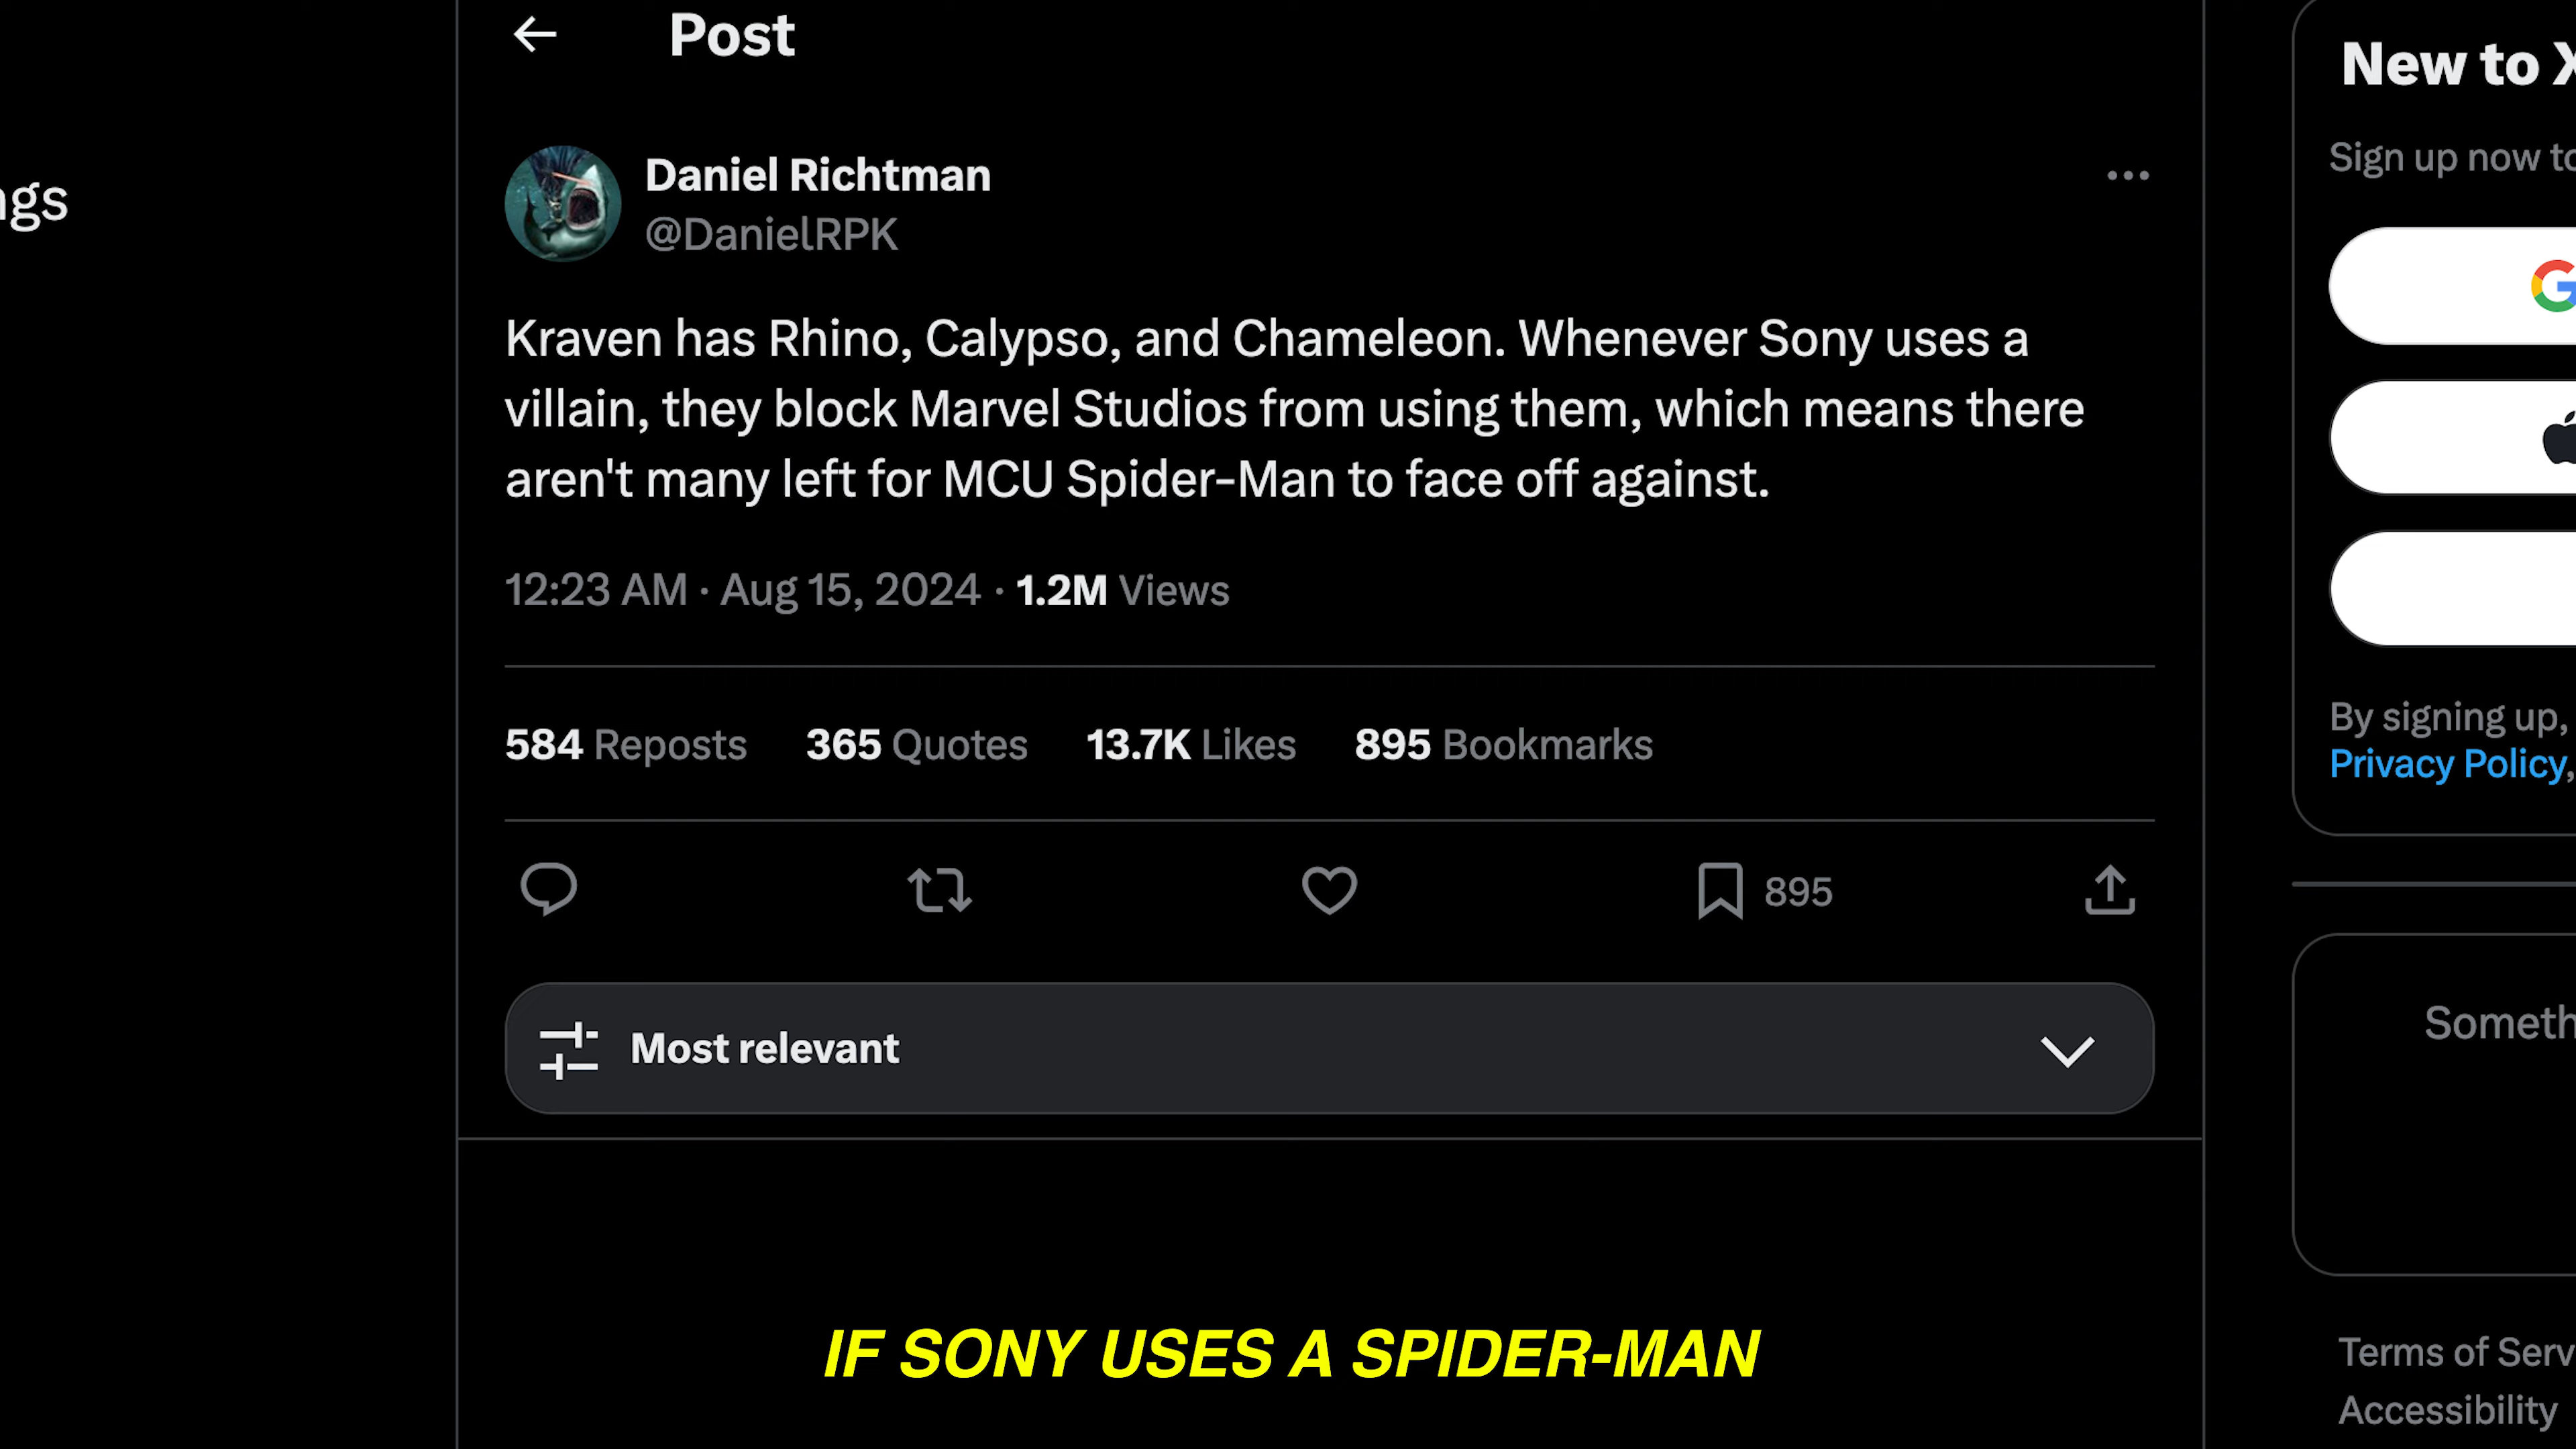 Post
New to X
Daniel Richtman
@DanielRPK
Sign up now to
ngs
Kraven has Rhino, Calypso, and Chameleon. Whenever Sony uses a
villain, they block Marvel Studios from using them, which means there
aren't many left for MCU Spider-Man to face off against.
12:23 AM · Aug 15, 2024 · 1.2M Views
584 Reposts 365 Quotes 13.7K Likes 895 Bookmarks
By signing up,
Privacy Policy,
895
Most relevant
Someth
IF SONY USES A SPIDER-MAN
Terms of Serv
Accessibility